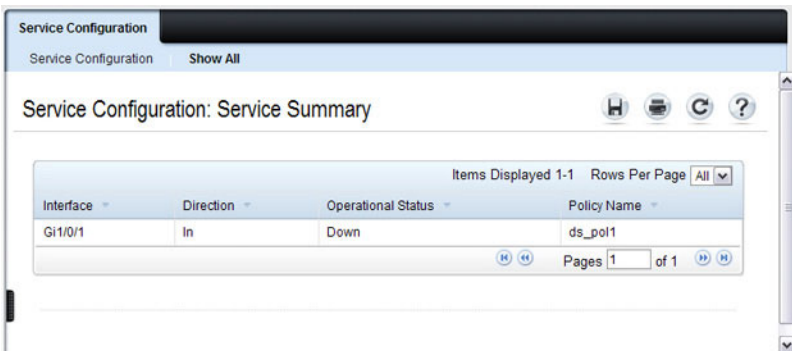 Service Configuration
Service Configuration Show All
Service Configuration: Service Summary
Items Displayed 1-1 Rows Per Page All
Interface Direction Operational Status Policy Name
Gi1/0/1 In Down ds_pol1
Pages 1 of 1